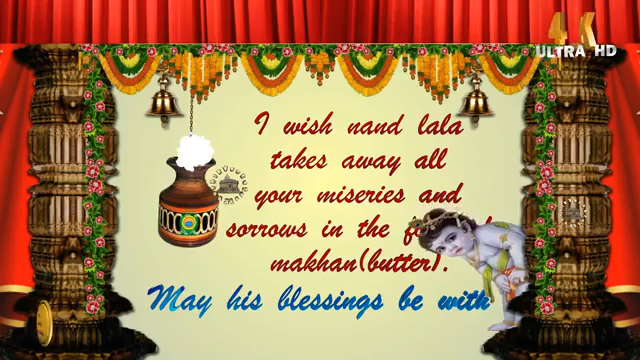 4K
ULTRA HD
I wish nand lala
takes away all
your miseries and
sorrows in the
makhan(butter).
May his blessings be with